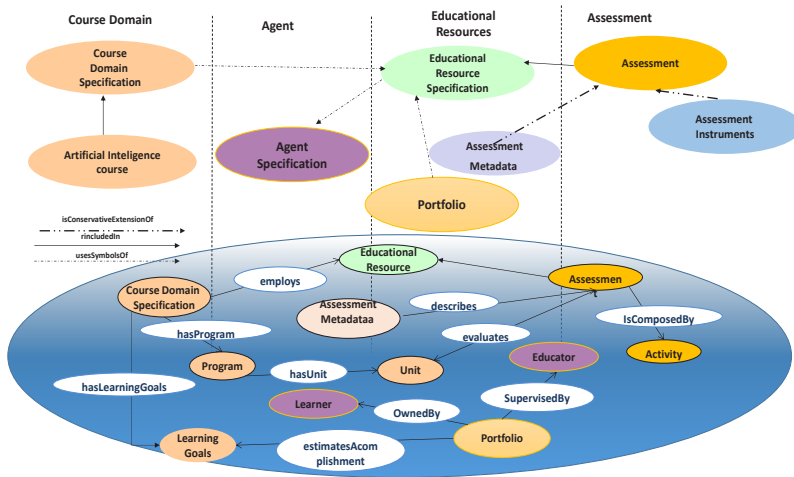 Course Domain
Agent
Educational
Resources
Assessment
Course
Domain
Specification
Educational
Resource
Specification
Assessment
Assessment
Instruments
Artificial Inteligence
course
Agent
Specification
Assessment
Metadata
Portfolio
isConservativeExtensionOf
rincludedIn
usesSymbolsOf
Educational
Resource
employs
Assessmen
t
Course Domain
Specification
Assessment
Metadataa
describes
IsComposedBy
hasProgram
evaluates
Educator
Activity
Program
hasUnit
Unit
hasLearningGoals
Learner
OwnedBy
SupervisedBy
Learning
Goals
estimatesAcom
plishment
Portfolio